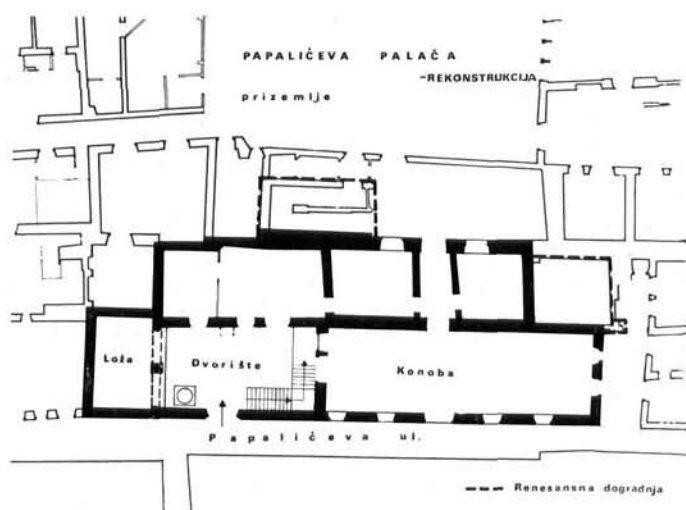 PAPALIĆEVA PALAČA
-REKONSTRUKCIJA
prizemlje
Loža
Dvorište
Konoba
Papalićeva ul.
Renesansna dogradnja